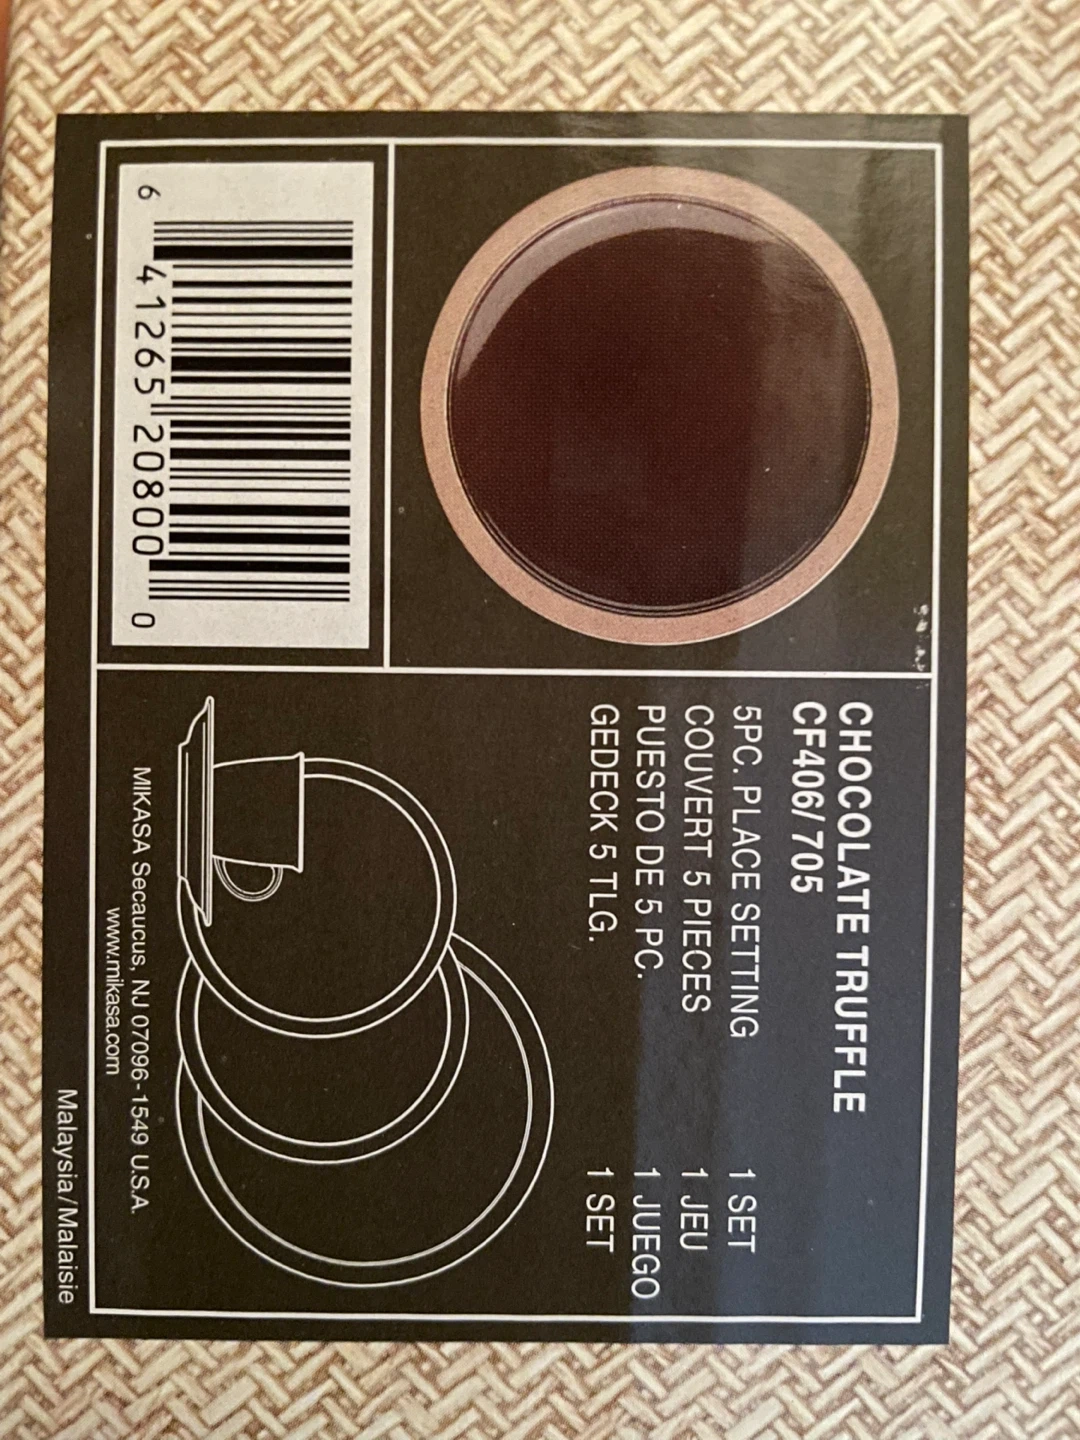 CHOCOLATE TRUFFLE
CF406/705
5PC. PLACE SETTING 1 SET
COUVERT 5 PIECES 1 JEU
PUESTO DE 5 PC. 1 JUEGO
GEDECK 5 TLG. 1 SET
6 41265 20800 0
MIKASA Secaucus, NJ 07096-1549 U.S.A.
www.mikasa.com
Malaysia/Malaisie